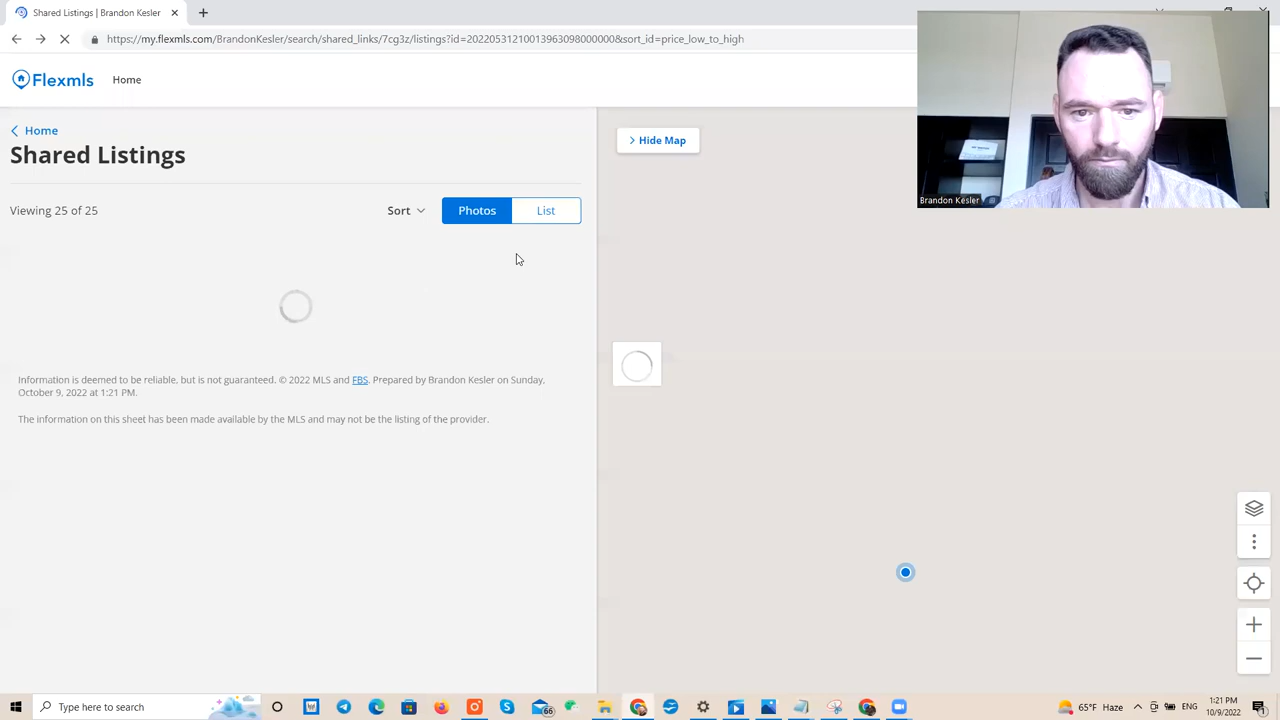 Shared Listings | Brandon Kesler
https://my.flexmls.com/BrandonKesler/search/shared_links/7cg3z/listings?id=20220531210013963098000000&sort_id=price_low_to_high
Flexmls
Home
Home
Shared Listings
Viewing 25 of 25
Sort
Photos
List
Hide Map
Information is deemed to be reliable, but is not guaranteed. © 2022 MLS and FBS. Prepared by Brandon Kesler on Sunday,
October 9, 2022 at 1:21 PM.
The information on this sheet has been made available by the MLS and may not be the listing of the provider.
Brandon Kesler
Type here to search
66
65°F Haze
ENG
1:21 PM
10/9/2022
1